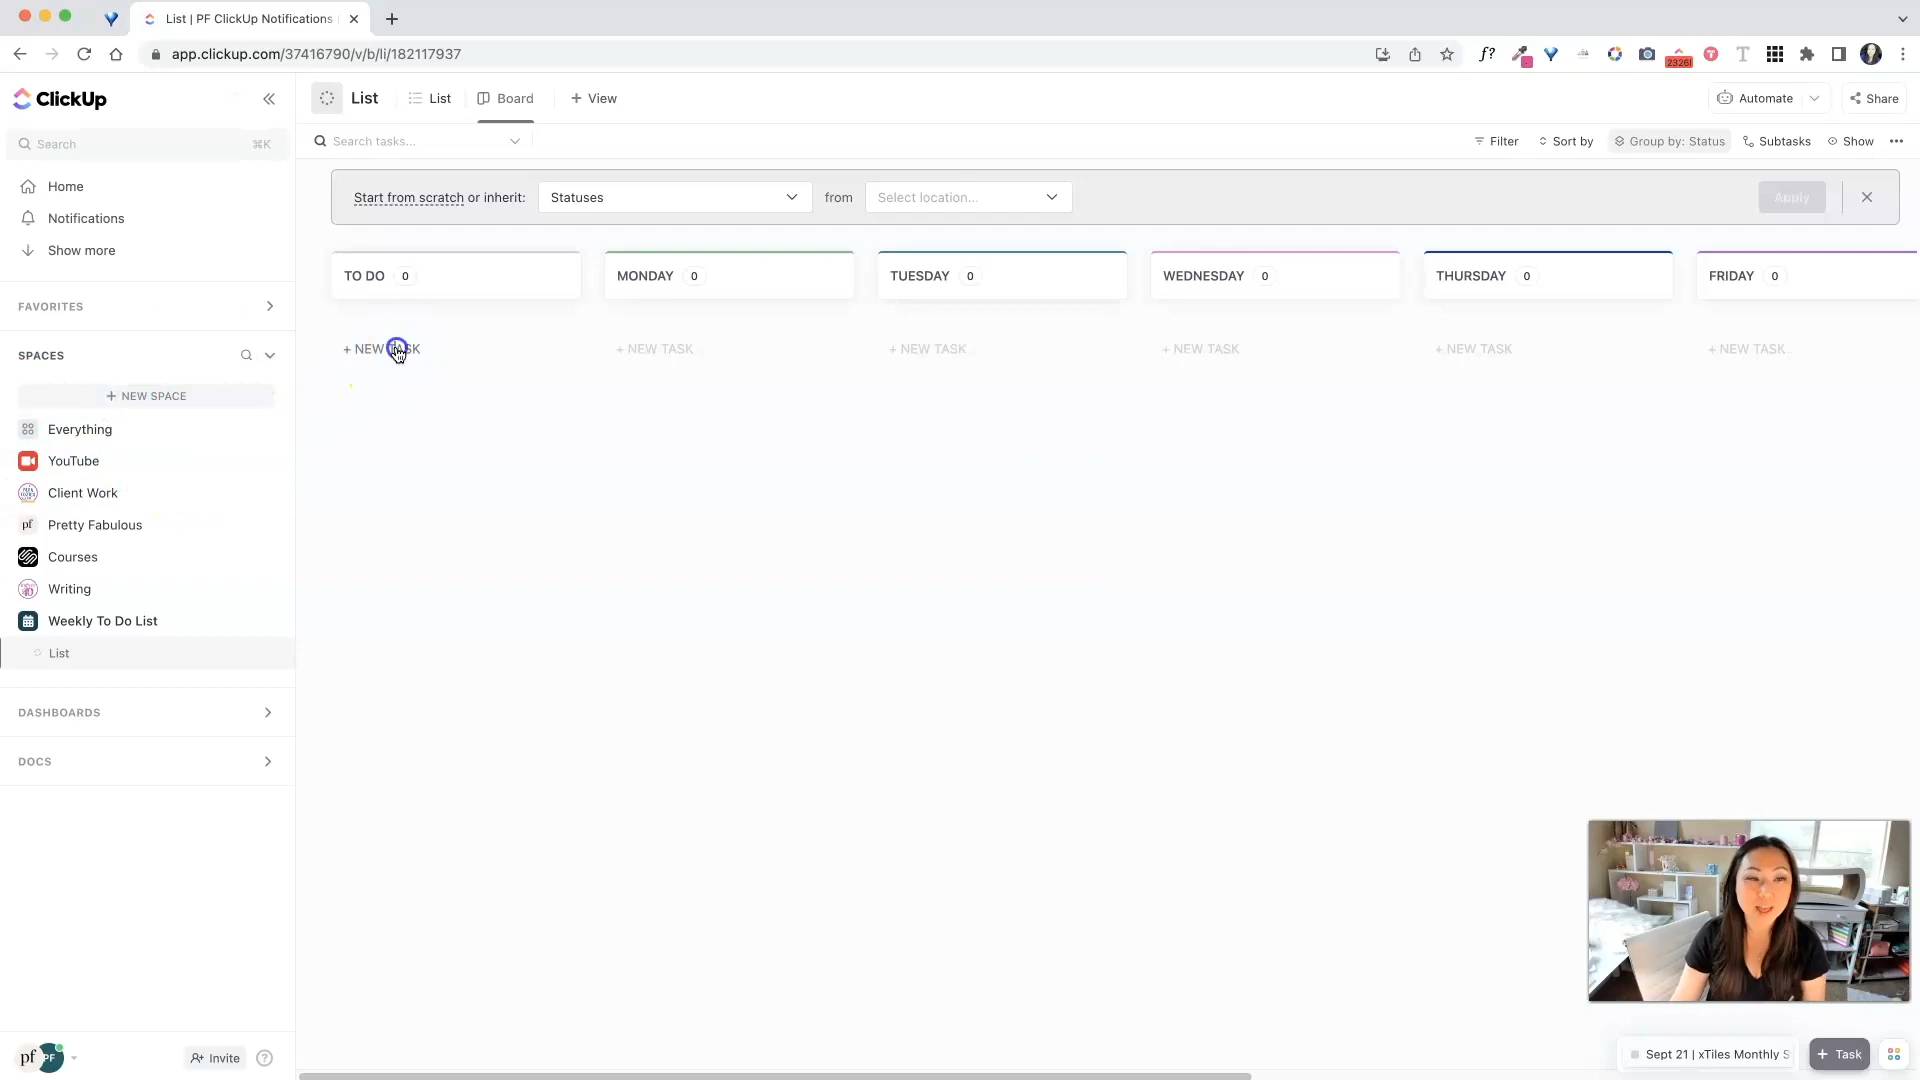 List | PF ClickUp Notifications
app.clickup.com/37416790/v/b/li/182117937
23261
ClickUp
List
List
Board
+ View
Automate
Share
Search
⌘K
Search tasks...
Filter
Sort by
Group by: Status
Subtasks
Show
Home
Notifications
Show more
Start from scratch or inherit:
Statuses
from
Select location...
Apply
TO DO 0
MONDAY 0
TUESDAY 0
WEDNESDAY 0
THURSDAY 0
FRIDAY 0
+ NEW TASK
+ NEW TASK
+ NEW TASK
+ NEW TASK
+ NEW TASK
+ NEW TASK
FAVORITES
SPACES
+ NEW SPACE
Everything
YouTube
Client Work
pf Pretty Fabulous
Courses
Writing
Weekly To Do List
List
DASHBOARDS
DOCS
pf PF
Invite
?
Sept 21 | xTiles Monthly S
+ Task